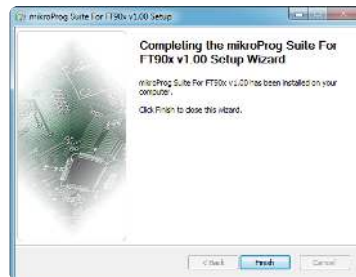 mikroProg Suite For FT90x v1.00 Setup
Completing the mikroProg Suite For
FT90x v1.00 Setup Wizard
mikroProg Suite For FT90x v1.00 has been installed on your
computer.
Click Finish to close this wizard.
< Back
Finish
Cancel